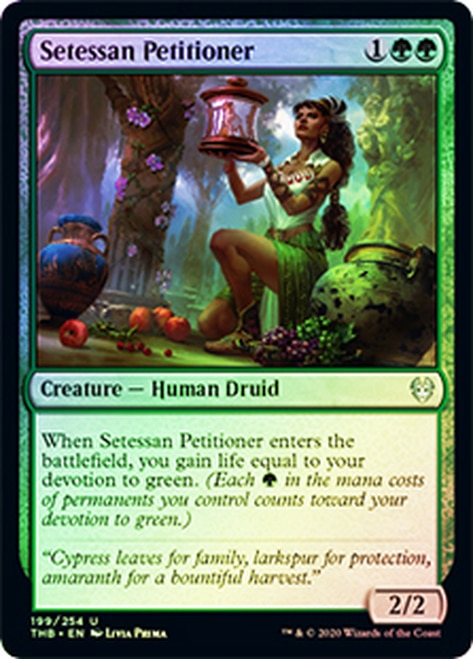 Setessan Petitioner 1
Creature — Human Druid
When Setessan Petitioner enters the
battlefield, you gain life equal to your
devotion to green. (Each in the mana costs
of permanents you control counts toward your
devotion to green.)
“Cypress leaves for family, larkspur for protection,
amaranth for a bountiful harvest.”
2/2
199/254 U
THB • EN Livia Prima ™ & © 2020 Wizards of the Coast